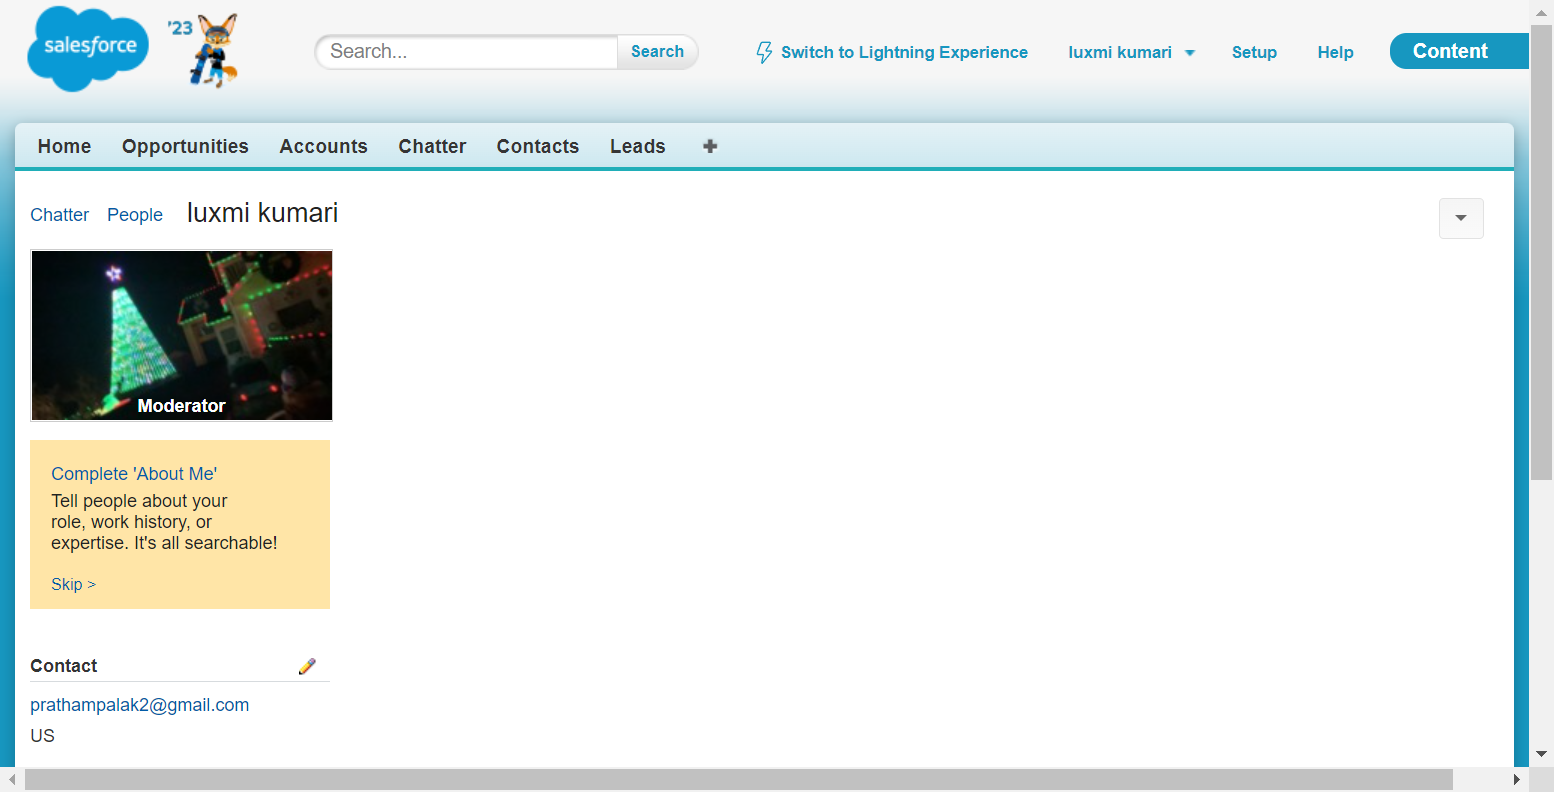 salesforce
'23
Search...
Search
Switch to Lightning Experience
luxmi kumari
Setup
Help
Content
Home
Opportunities
Accounts
Chatter
Contacts
Leads
Chatter
People
luxmi kumari
Moderator
Complete 'About Me'
Tell people about your
role, work history, or
expertise. It's all searchable!
Skip >
Contact
prathampalak2@gmail.com
US